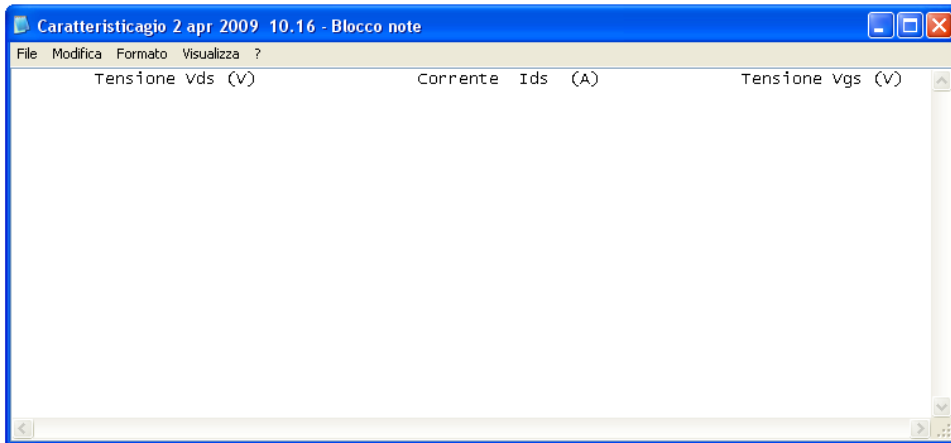 Caratteristicagio 2 apr 2009 10.16 - Blocco note
File Modifica Formato Visualizza ?
Tensione Vds (V) Corrente Ids (A) Tensione Vgs (V)